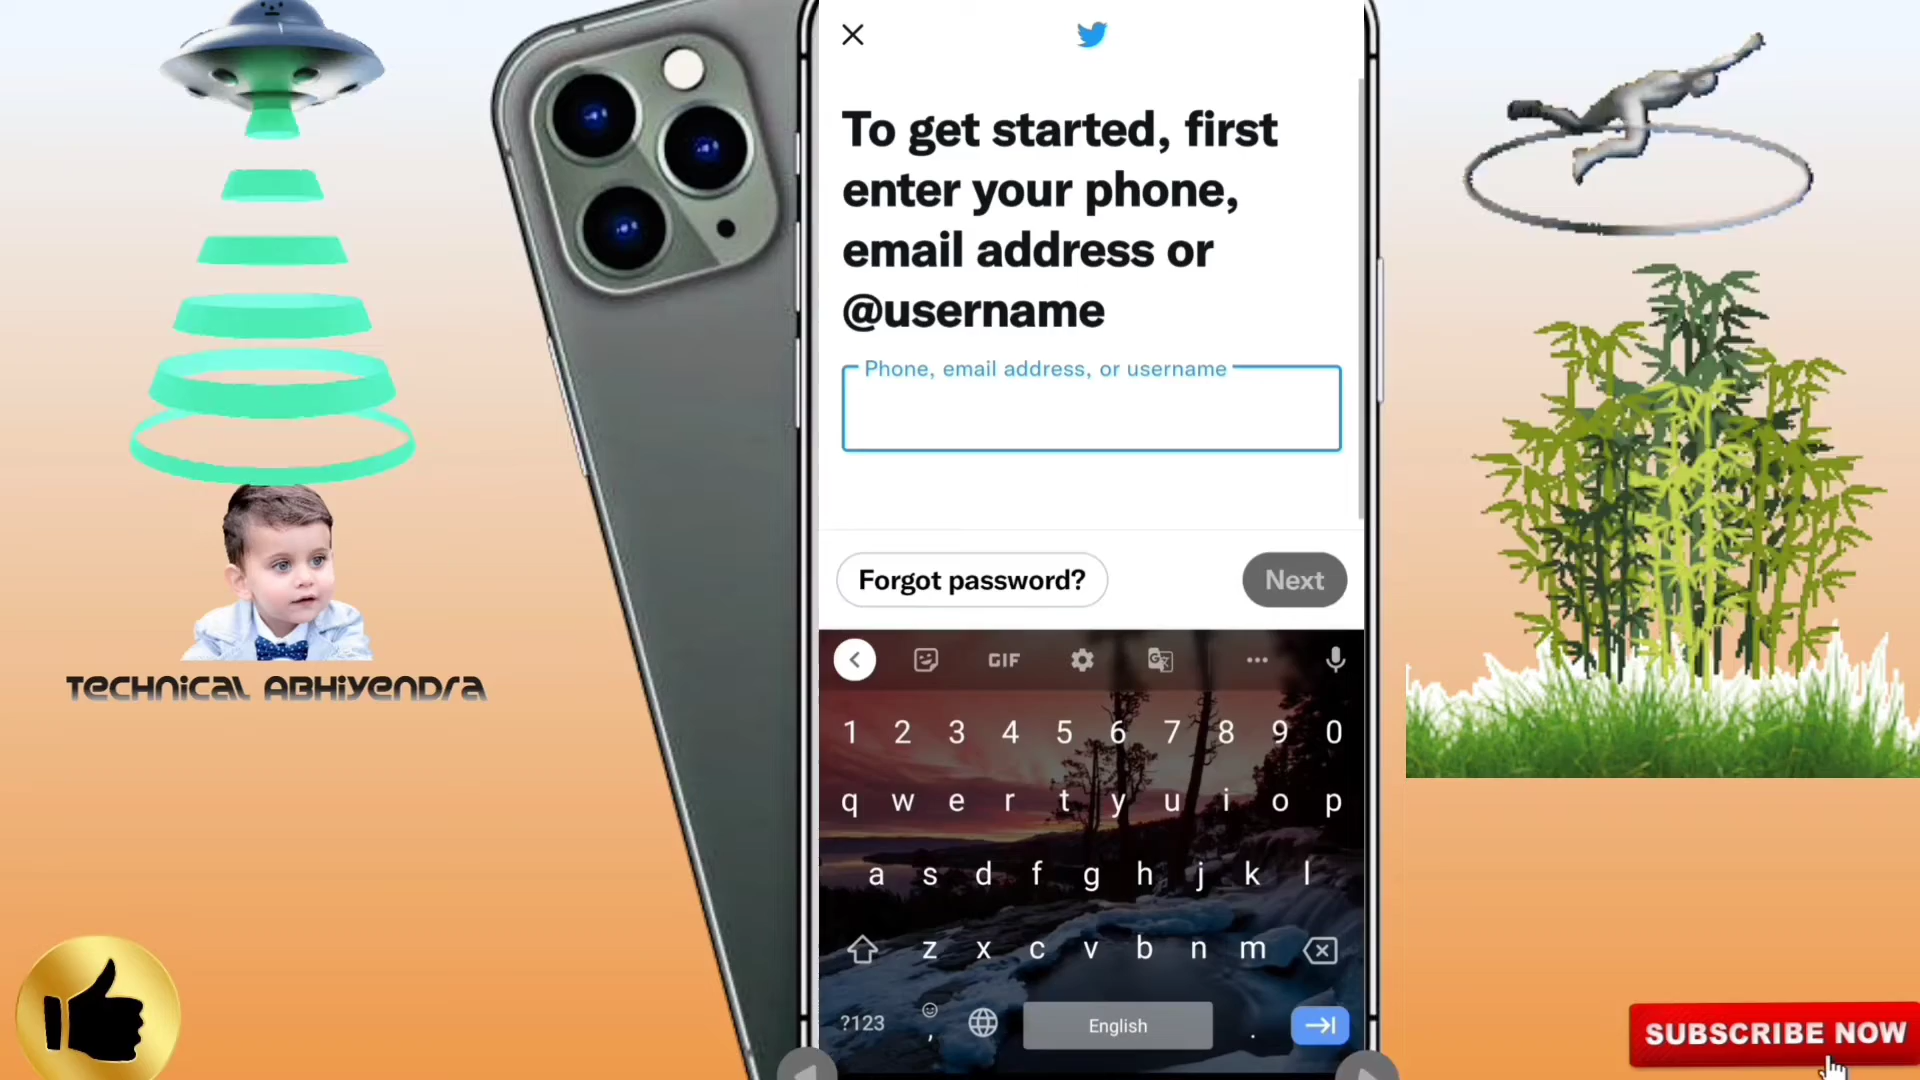 To get started, first
enter your phone,
email address or
@username
Phone, email address, or username
Forgot password?
Next
GIF
1 2 3 4 5 6 7 8 9 0
q w e r t y u i o p
a s d f g h j k l
z x c v b n m
?123 , English .
TECHNICAL ABHIYENDRA
SUBSCRIBE NOW